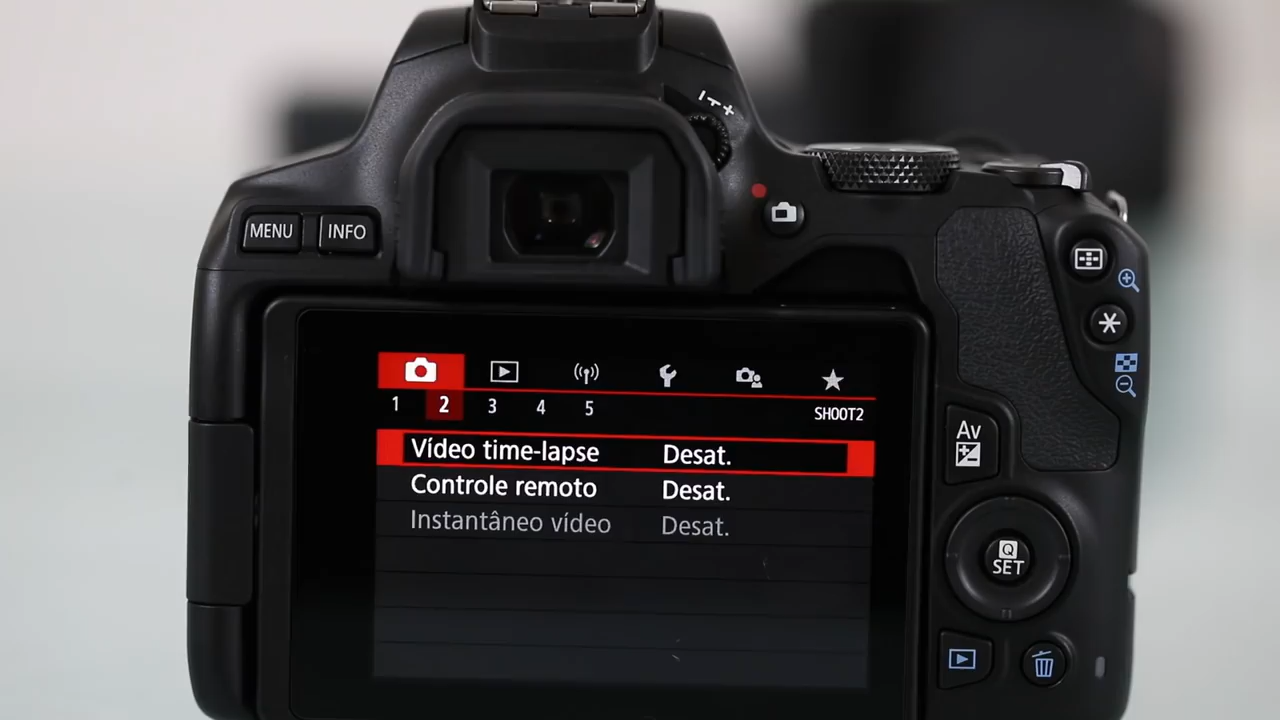 MENU INFO
1 2 3 4 5 SHOOT2
Vídeo time-lapse Desat.
Controle remoto Desat.
Instantâneo vídeo Desat.
Av
Q
SET